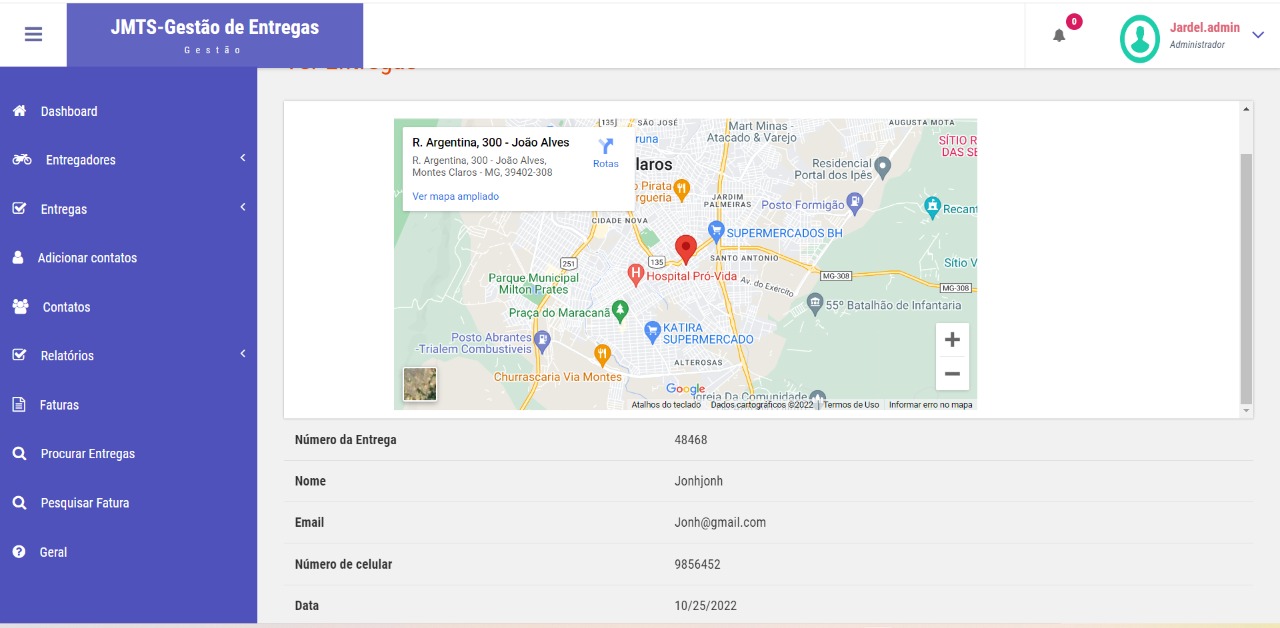 JMTS-Gestão de Entregas
Gestão
0
Jardel.admin
Administrador
Ver Entregas
Dashboard
Entregadores
Entregas
Adicionar contatos
Contatos
Relatórios
Faturas
Procurar Entregas
Pesquisar Fatura
Geral
R. Argentina, 300 - João Alves
R. Argentina, 300 - João Alves,
Montes Claros - MG, 39402-308
Ver mapa ampliado
Rotas
135
SÃO JOSÉ
runa
laros
Pirata
rgueria
Mart Minas -
Atacado & Varejo
AUGUSTA MOTA
SÍTIO R
DAS SE
Residencial
Portal dos Ipês
JARDIM
PALMEIRAS
Posto Formigão
Recant
CIDADE NOVA
SUPERMERCADOS BH
251
135
SANTO ANTONIO
Sítio V
Parque Municipal
Milton Prates
H
Hospital Pró-Vida
Av. do Exercito
MG-308
MG-308
Praça do Maracanã
55º Batalhão de Infantaria
Posto Abrantes
-Trialem Combustiveis
KATIRA
SUPERMERCADO
ALTEROSAS
Churrascaria Via Montes
Google
Igreja Da Comunidade
Atalhos do teclado
Dados cartográficos ©2022
Termos de Uso
Informar erro no mapa
Número da Entrega 48468
Nome Jonhjonh
Email Jonh@gmail.com
Número de celular 9856452
Data 10/25/2022